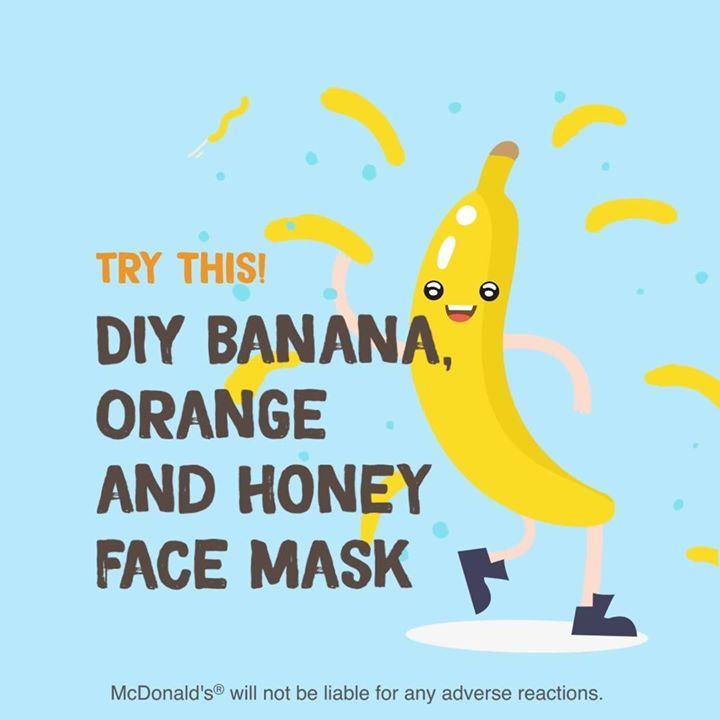 TRY THIS!
DIY BANANA,
ORANGE
AND HONEY
FACE MASK
McDonald's® will not be liable for any adverse reactions.